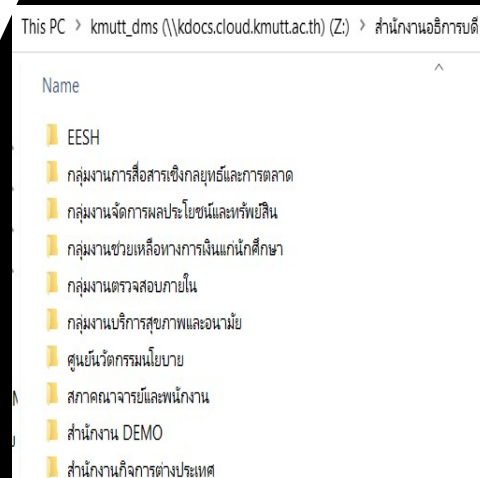 This PC > kmutt_dms (\\kdocs.cloud.kmutt.ac.th) (Z:) > สำนักงานอธิการบดี
Name
EESH
กลุ่มงานการสื่อสารเชิงกลยุทธ์และการตลาด
กลุ่มงานจัดการผลประโยชน์และทรัพย์สิน
กลุ่มงานช่วยเหลือทางการเงินแก่นักศึกษา
กลุ่มงานตรวจสอบภายใน
กลุ่มงานบริการสุขภาพและอนามัย
ศูนย์นวัตกรรมนโยบาย
สภาคณาจารย์และพนักงาน
สำนักงาน DEMO
สำนักงานกิจการต่างประเทศ